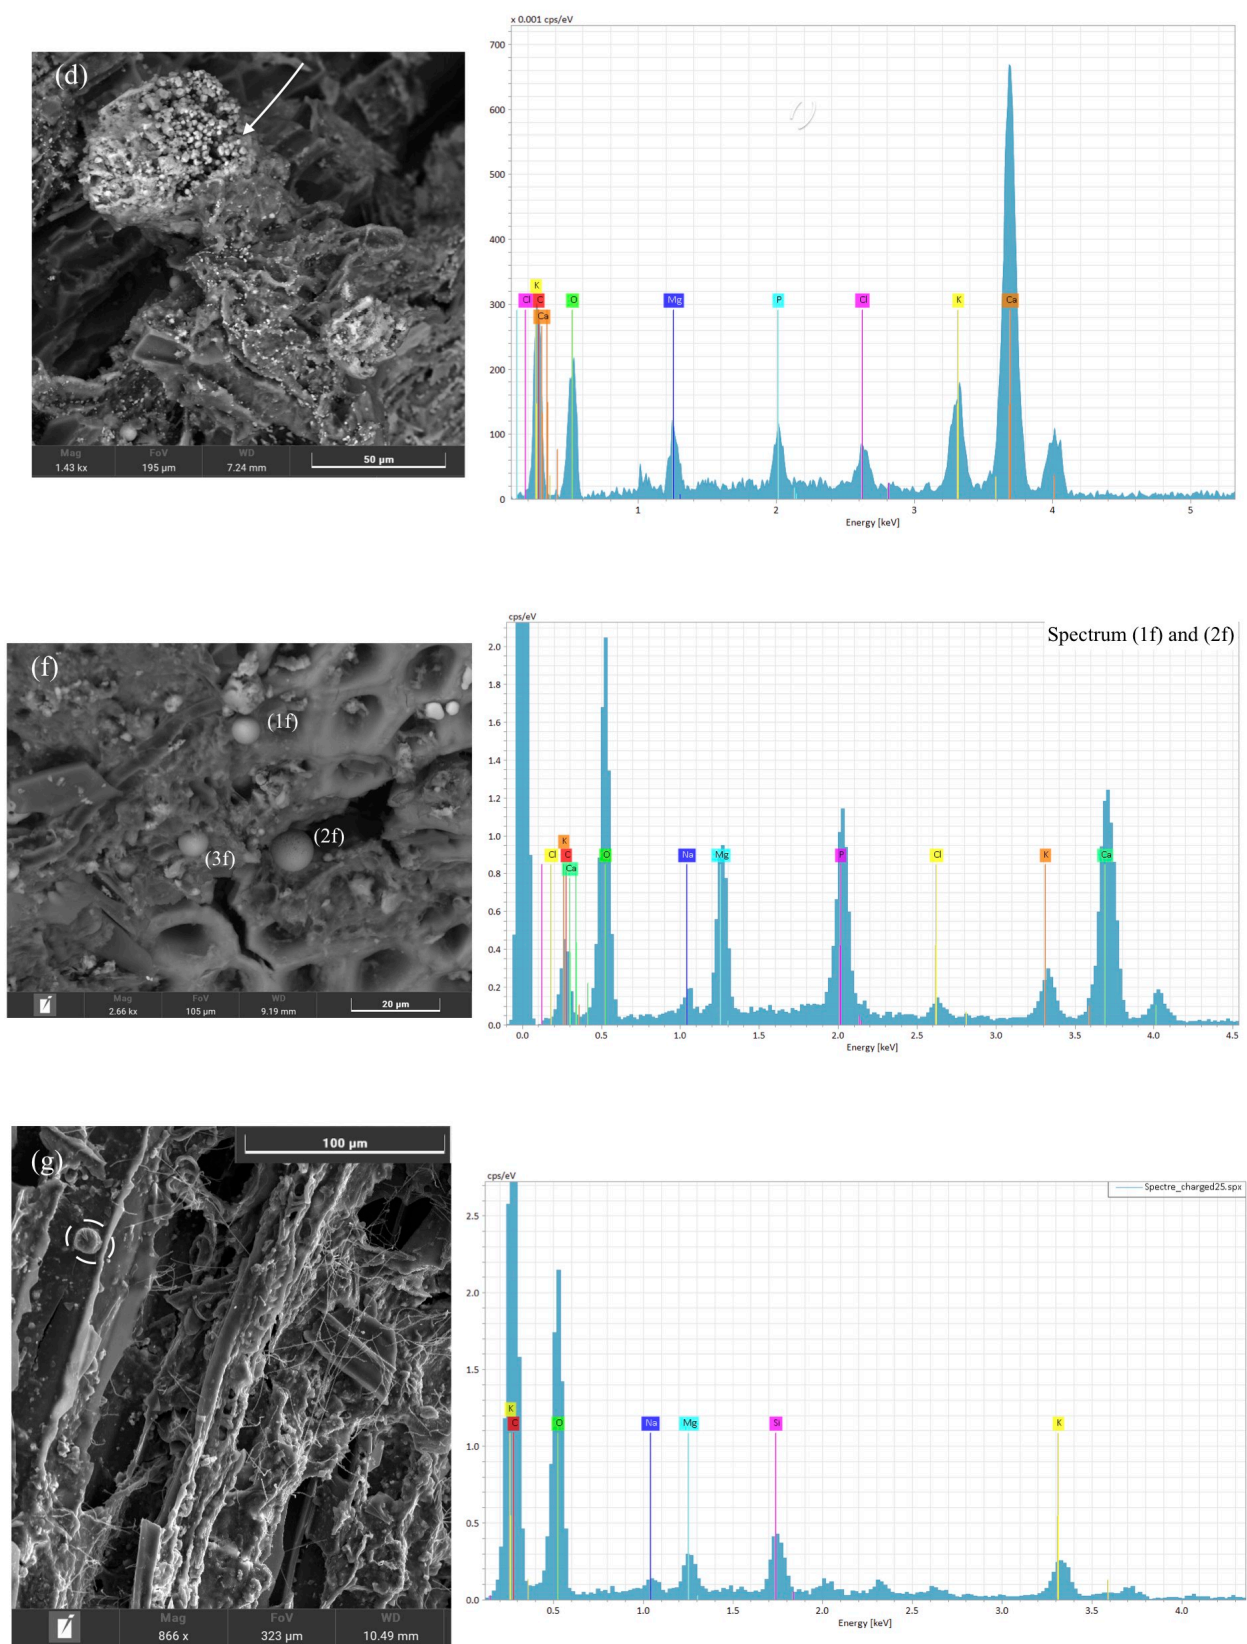 x 0.001 cps/eV
(d)
700
600
500
400
300
200
100
0
K
Cl C O Mg P Cl K Ca
Ca
1 2 3 4 5
Energy [keV]
Mag FoV WD
1.43 kx 195 µm 7.24 mm 50 µm
cps/eV
Spectrum (1f) and (2f)
(f)
(1f)
(2f)
(3f)
2.0
1.8
1.6
1.4
1.2
1.0
0.8
0.6
0.4
0.2
0.0
K
Cl C O Na Mg P Cl K Ca
Ca
0.0 0.5 1.0 1.5 2.0 2.5 3.0 3.5 4.0 4.5
Energy [keV]
Mag FoV WD
2.66 kx 105 µm 9.19 mm 20 µm
100 µm
(g)
cps/eV
Spectre_charged25.spx
2.5
2.0
1.5
1.0
0.5
0.0
K
C O Na Mg Si K
0.5 1.0 1.5 2.0 2.5 3.0 3.5 4.0
Energy [keV]
Mag FoV WD
866 x 323 µm 10.49 mm